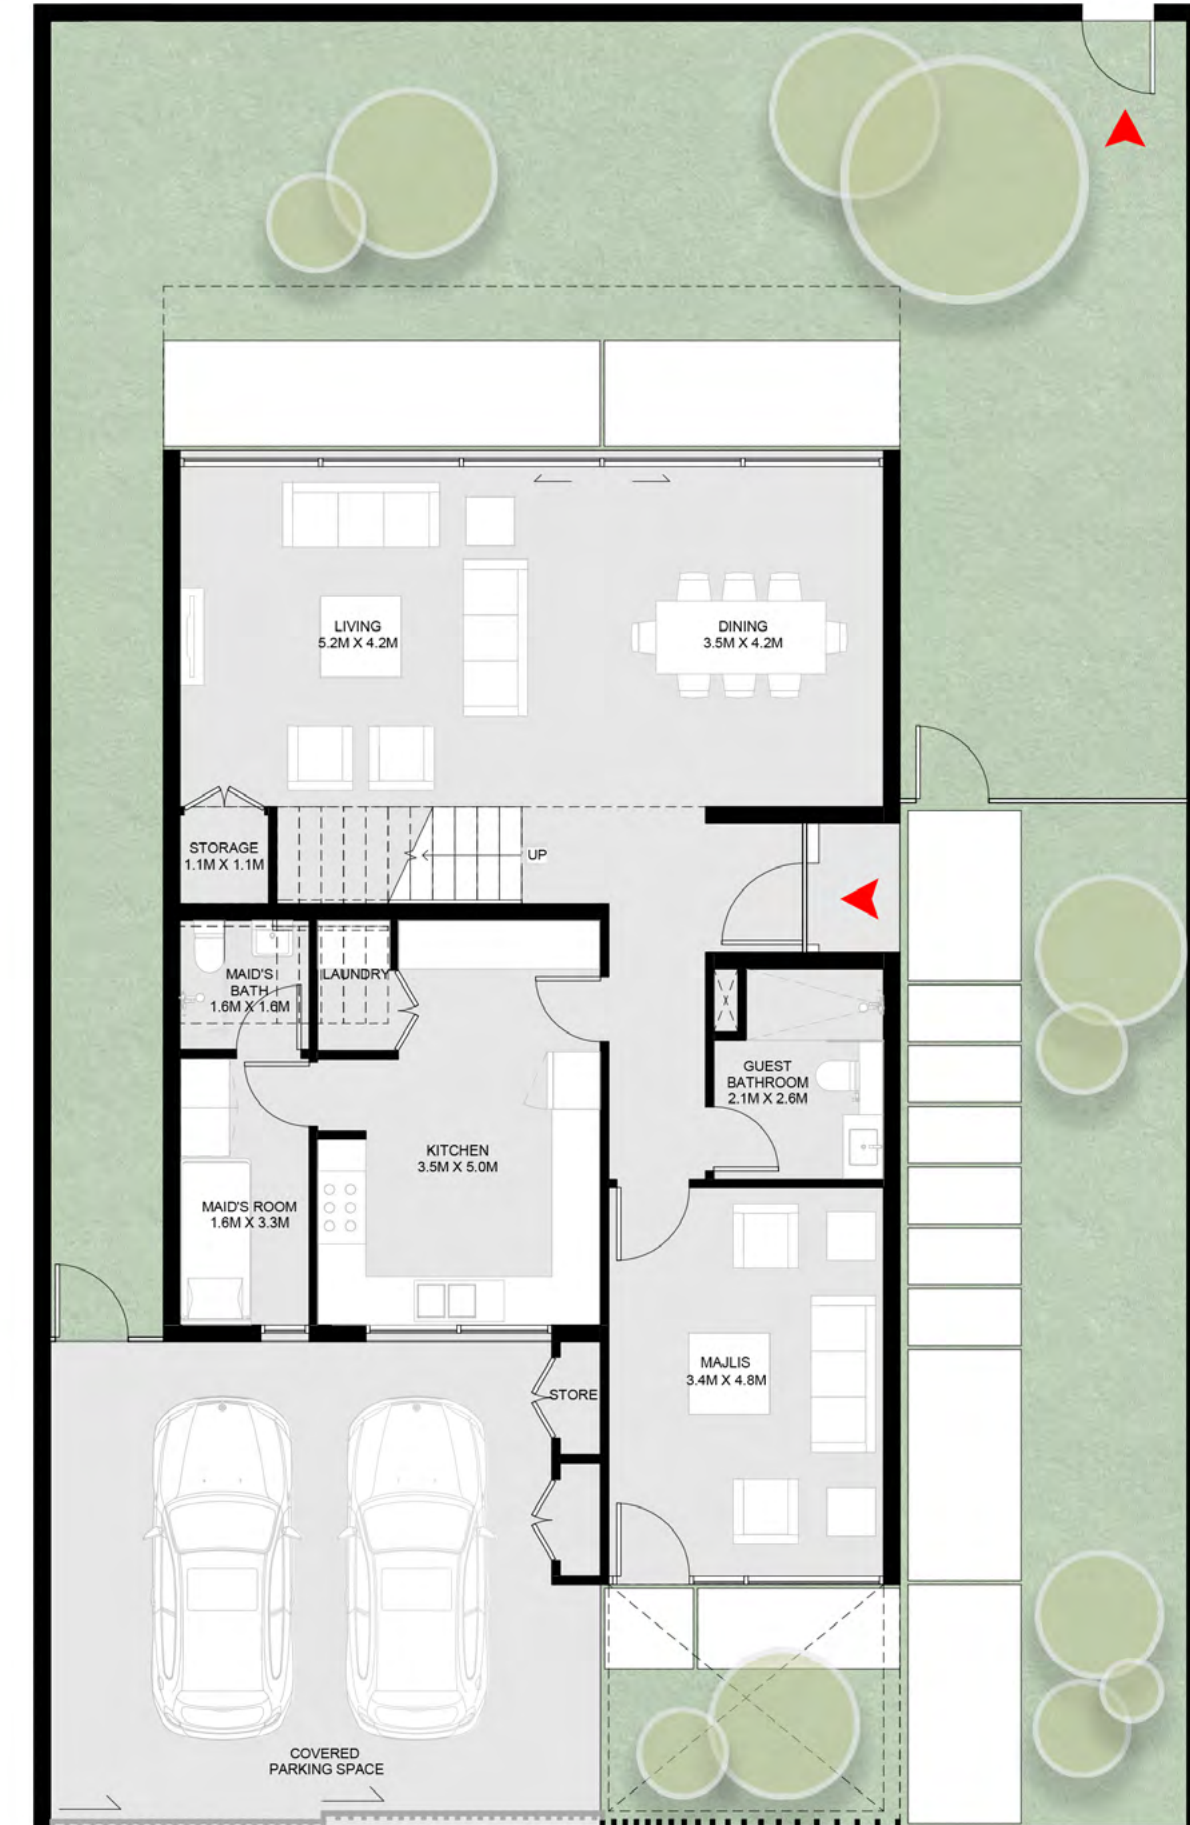 LIVING
5.2M X 4.2M
DINING
3.5M X 4.2M
STORAGE
1.1M X 1.1M
UP
MAID'S
BATH
1.6M X 1.6M
LAUNDRY
GUEST
BATHROOM
2.1M X 2.6M
KITCHEN
3.5M X 5.0M
MAID'S ROOM
1.6M X 3.3M
MAJLIS
3.4M X 4.8M
STORE
COVERED
PARKING SPACE